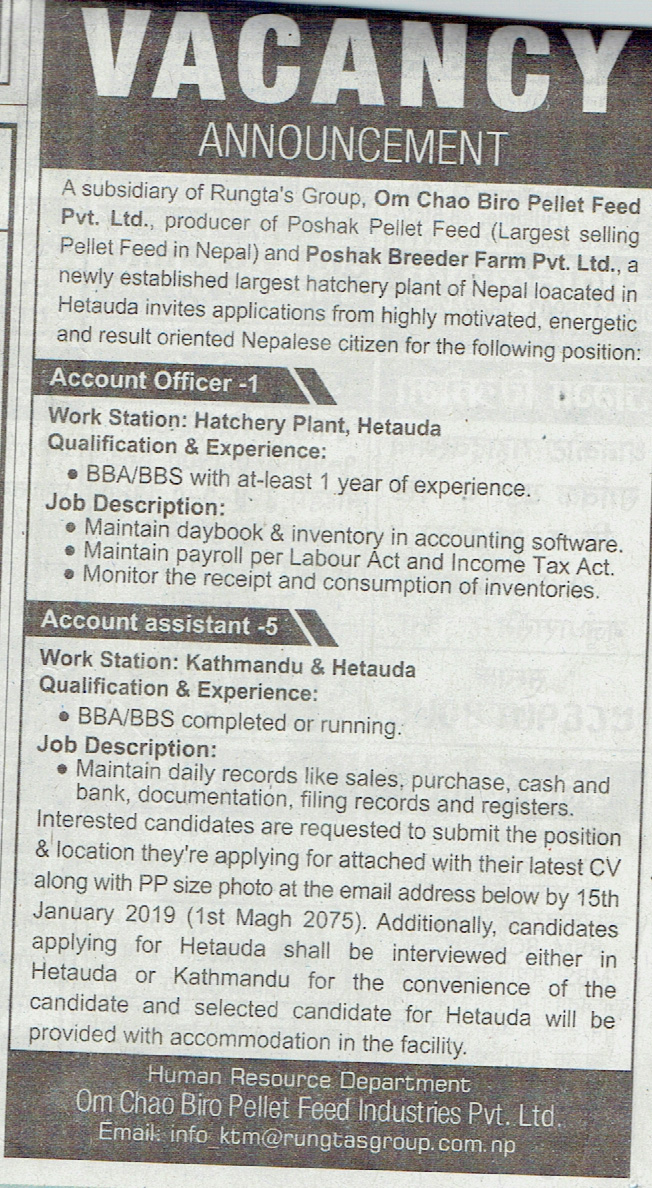 VACANCY
ANNOUNCEMENT
A subsidiary of Rungta's Group, Om Chao Biro Pellet Feed
Pvt. Ltd., producer of Poshak Pellet Feed (Largest selling
Pellet Feed in Nepal) and Poshak Breeder Farm Pvt. Ltd., a
newly established largest hatchery plant of Nepal loacated in
Hetauda invites applications from highly motivated, energetic
and result oriented Nepalese citizen for the following position:
Account Officer -1
Work Station: Hatchery Plant, Hetauda
Qualification & Experience:
• BBA/BBS with at-least 1 year of experience.
Job Description:
• Maintain daybook & inventory in accounting software.
• Maintain payroll per Labour Act and Income Tax Act.
• Monitor the receipt and consumption of inventories.
Account assistant -5
Work Station: Kathmandu & Hetauda
Qualification & Experience:
• BBA/BBS completed or running.
Job Description:
• Maintain daily records like sales, purchase, cash and
bank, documentation, filing records and registers.
Interested candidates are requested to submit the position
& location they're applying for attached with their latest CV
along with PP size photo at the email address below by 15th
January 2019 (1st Magh 2075). Additionally, candidates
applying for Hetauda shall be interviewed either in
Hetauda or Kathmandu for the convenience of the
candidate and selected candidate for Hetauda will be
provided with accommodation in the facility.
Human Resource Department
Om Chao Biro Pellet Feed Industries Pvt. Ltd.
Email: info_ktm@rungtasgroup.com.np